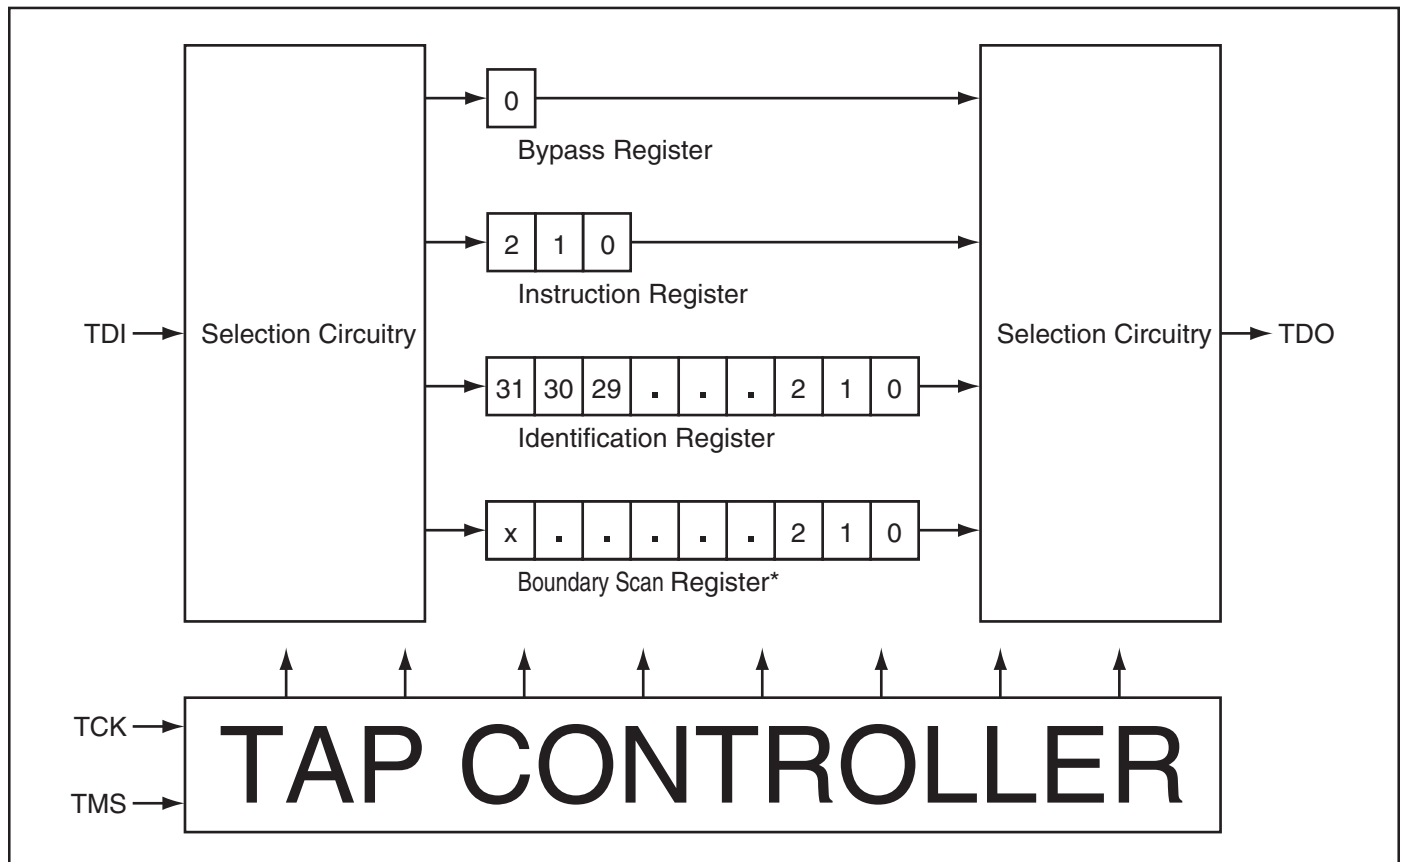 0
Bypass Register
2 1 0
Instruction Register
TDI
Selection Circuitry
Selection Circuitry
TDO
31 30 29 . . . 2 1 0
Identification Register
x . . . . . 2 1 0
Boundary Scan Register*
TCK
TMS
TAP CONTROLLER